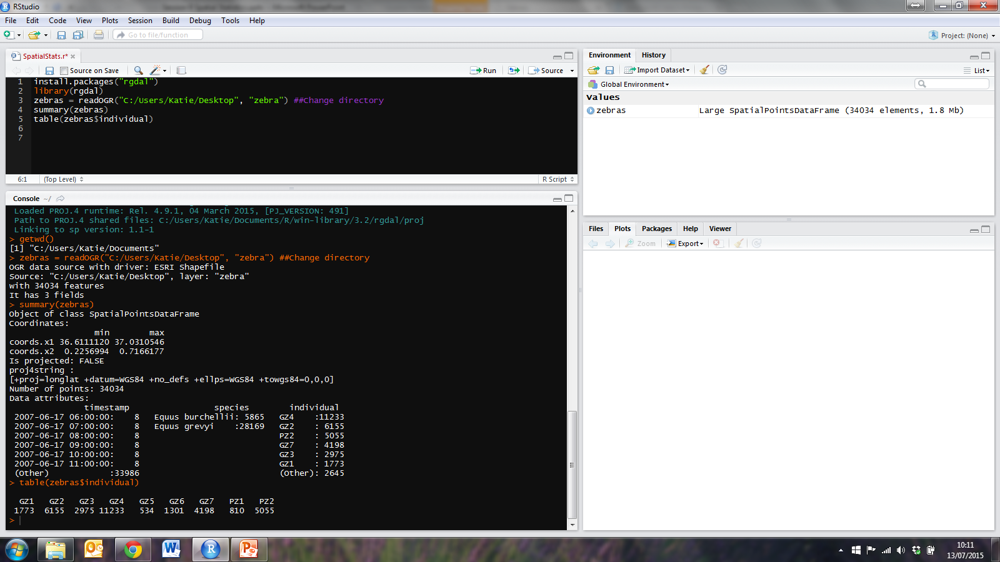 RStudio
File Edit Code View Plots Session Build Debug Tools Help
Go to file/function
Project: (None)
SpatialStats.r*
Source on Save Run Source
1 install.packages("rgdal")
2 library(rgdal)
3 zebras = readOGR("C:/Users/Katie/Desktop", "zebra") ##Change directory
4 summary(zebras)
5 table(zebras$individual)
6
7
6:1 (Top Level) R Script
Console ~/
Loaded PROJ.4 runtime: Rel. 4.9.1, 04 March 2015, [PJ_VERSION: 491]
Path to PROJ.4 shared files: C:/Users/Katie/Documents/R/win-library/3.2/rgdal/proj
Linking to sp version: 1.1-1
> getwd()
[1] "C:/Users/Katie/Documents"
> zebras = readOGR("C:/Users/Katie/Desktop", "zebra") ##Change directory
OGR data source with driver: ESRI Shapefile
Source: "C:/Users/Katie/Desktop", layer: "zebra"
with 34034 features
It has 3 fields
> summary(zebras)
Object of class SpatialPointsDataFrame
Coordinates:
min max
coords.x1 36.6111120 37.0310546
coords.x2 0.2256994 0.7166177
Is projected: FALSE
proj4string :
[+proj=longlat +datum=WGS84 +no_defs +ellps=WGS84 +towgs84=0,0,0]
Number of points: 34034
Data attributes:
timestamp species individual
2007-06-17 06:00:00: 8 Equus burchellii: 5865 GZ4 :11233
2007-06-17 07:00:00: 8 Equus grevyi :28169 GZ2 : 6155
2007-06-17 08:00:00: 8 PZ2 : 5055
2007-06-17 09:00:00: 8 GZ7 : 4198
2007-06-17 10:00:00: 8 GZ3 : 2975
2007-06-17 11:00:00: 8 GZ1 : 1773
(Other) :33986 (Other): 2645
> table(zebras$individual)
GZ1 GZ2 GZ3 GZ4 GZ5 GZ6 GZ7 PZ1 PZ2
1773 6155 2975 11233 534 1301 4198 810 5055
>
Environment History
Import Dataset List
Global Environment
Values
zebras Large SpatialPointsDataFrame (34034 elements, 1.8 Mb)
Files Plots Packages Help Viewer
Zoom Export
10:11
13/07/2015